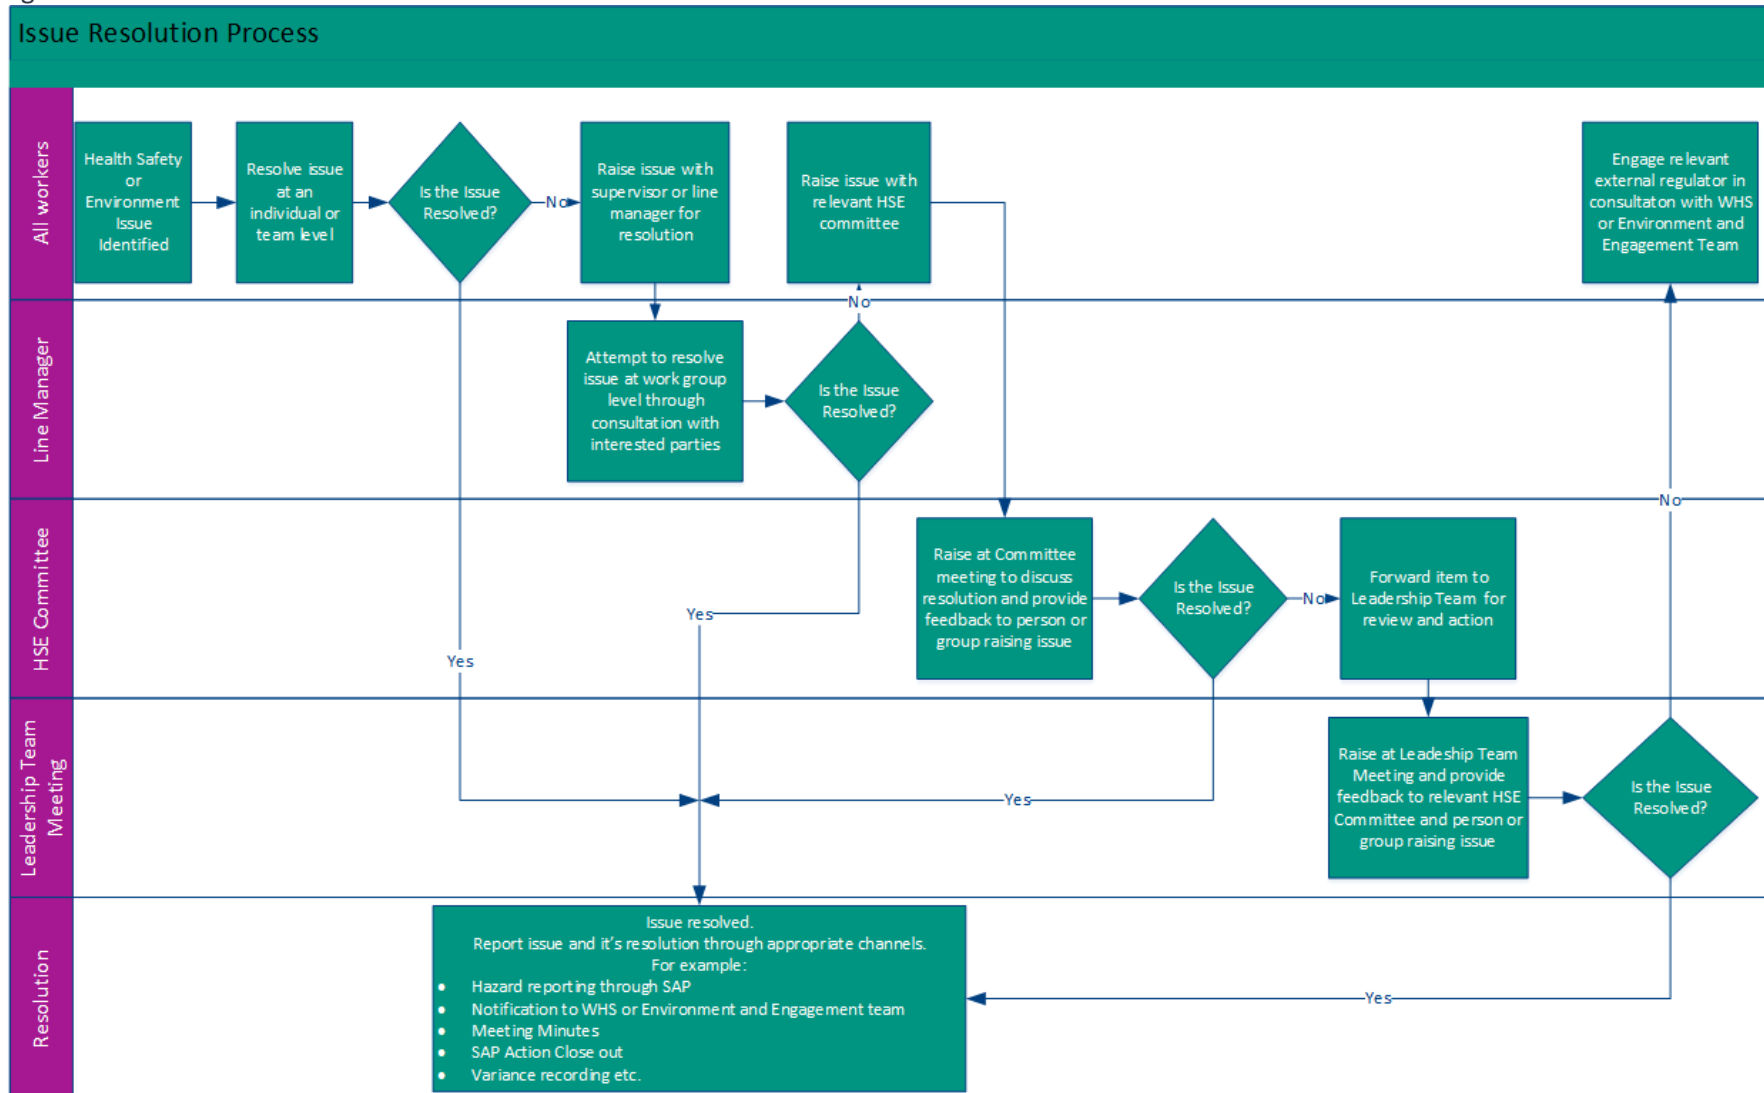 Issue Resolution Process
All workers
Health Safety
or
Environment
Issue
Identified
Resolve issue
at an
individual or
team level
Is the Issue
Resolved?
No
Raise issue with
supervisor or line
manager for
resolution
Raise issue with
relevant HSE
committee
Engage relevant
external regulator in
consultaton with WHS
or Environment and
Engagement Team
No
Line Manager
Attempt to resolve
issue at work group
level through
consultation with
interested parties
Is the Issue
Resolved?
No
HSE Committee
Raise at Committee
meeting to discuss
resolution and provide
feedback to person or
group raising issue
Is the Issue
Resolved?
No
Forward item to
Leadership Team for
review and action
Yes
Yes
Leadership Team
Meeting
Raise at Leadeship Team
Meeting and provide
feedback to relevant HSE
Committee and person or
group raising issue
Is the Issue
Resolved?
Yes
Resolution
Issue resolved.
Report issue and it's resolution through appropriate channels.
For example:
• Hazard reporting through SAP
• Notification to WHS or Environment and Engagement team
• Meeting Minutes
• SAP Action Close out
• Variance recording etc.
Yes